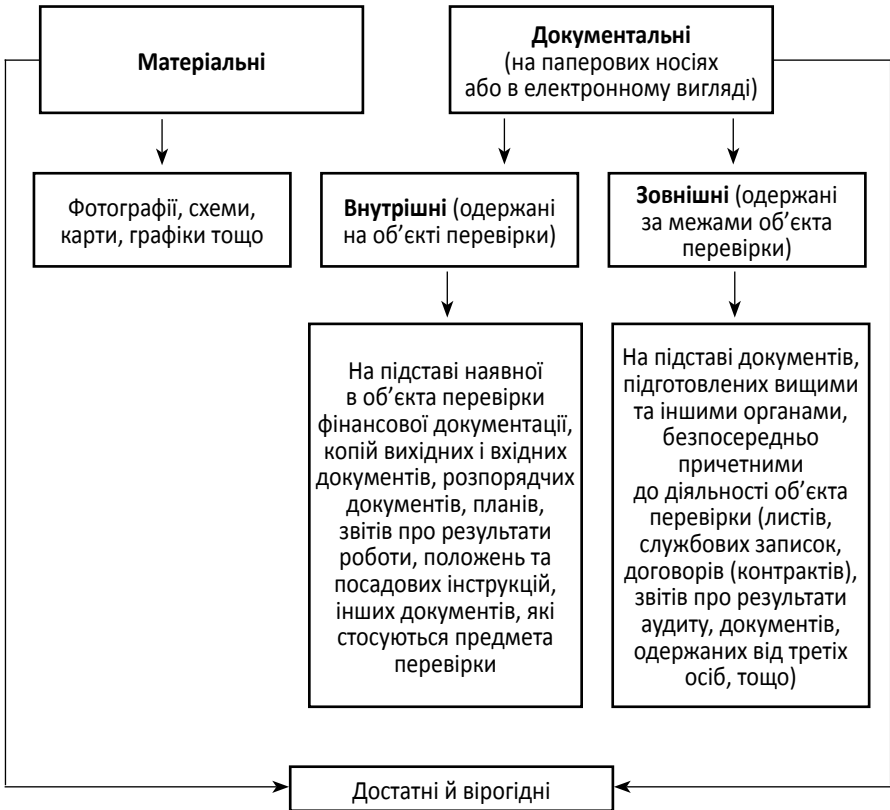 Матеріальні
Документальні
(на паперових носіях
або в електронному вигляді)
Фотографії, схеми,
карти, графіки тощо
Внутрішні (одержані
на об’єкті перевірки)
Зовнішні (одержані
за межами об’єкта
перевірки)
На підставі наявної
в об’єкта перевірки
фінансової документації,
копій вихідних і вхідних
документів, розпорядчих
документів, планів,
звітів про результати
роботи, положень та
посадових інструкцій,
інших документів, які
стосуються предмета
перевірки
На підставі документів,
підготовлених вищими
та іншими органами,
безпосередньо
причетними
до діяльності об’єкта
перевірки (листів,
службових записок,
договорів (контрактів),
звітів про результати
аудиту, документів,
одержаних від третіх
осіб, тощо)
Достатні й вірогідні